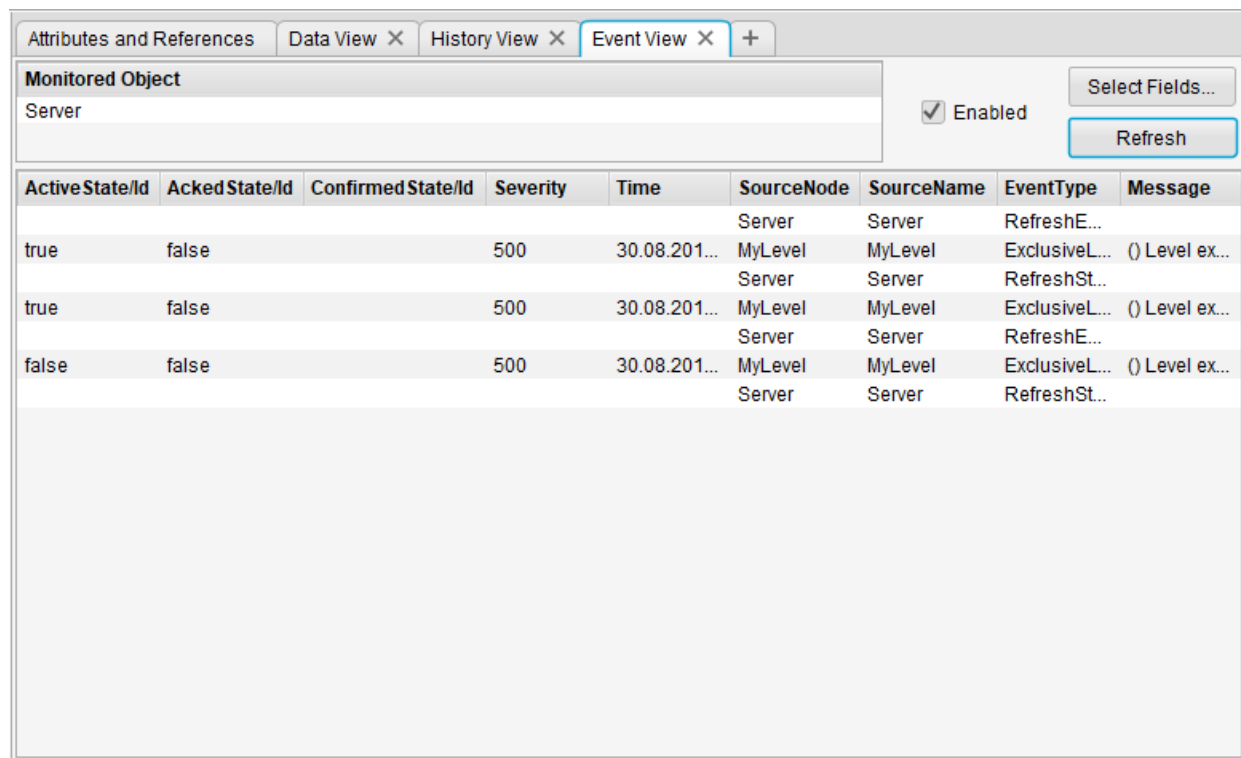 Attributes and References Data View History View Event View +
Monitored Object
Server
Enabled
Select Fields...
Refresh
ActiveState/Id AckedState/Id ConfirmedState/Id Severity Time SourceNode SourceName EventType Message
Server Server RefreshE...
true false 500 30.08.201... MyLevel MyLevel ExclusiveL... () Level ex...
Server Server RefreshSt...
true false 500 30.08.201... MyLevel MyLevel ExclusiveL... () Level ex...
Server Server RefreshE...
false false 500 30.08.201... MyLevel MyLevel ExclusiveL... () Level ex...
Server Server RefreshSt...